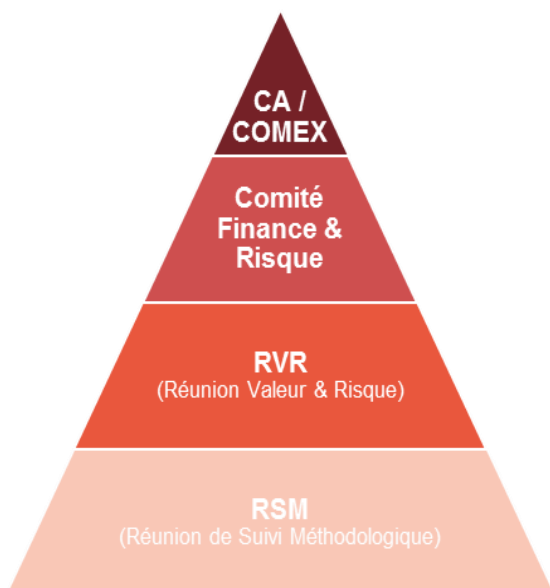 CA /
COMEX
Comité
Finance &
Risque
RVR
(Réunion Valeur & Risque)
RSM
(Réunion de Suivi Méthodologique)